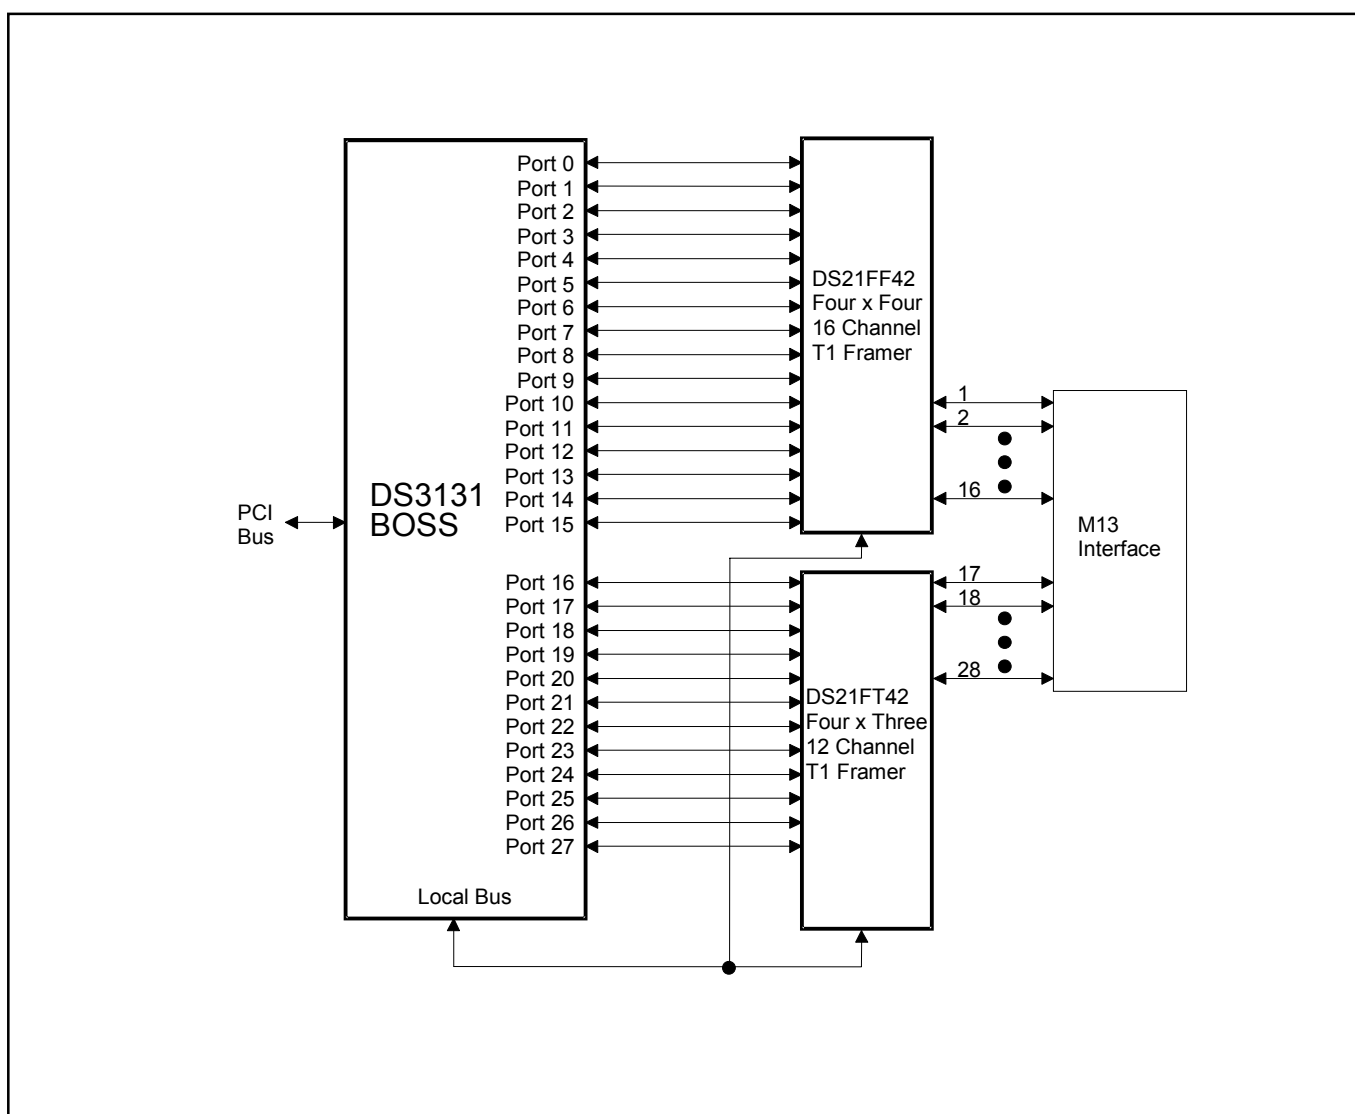 Port 0
Port 1
Port 2
Port 3
Port 4
Port 5
Port 6
Port 7
Port 8
Port 9
Port 10
Port 11
Port 12
Port 13
Port 14
Port 15
Port 16
Port 17
Port 18
Port 19
Port 20
Port 21
Port 22
Port 23
Port 24
Port 25
Port 26
Port 27
PCI
Bus
DS3131
BOSS
Local Bus
DS21FF42
Four x Four
16 Channel
T1 Framer
DS21FT42
Four x Three
12 Channel
T1 Framer
1
2
16
17
18
28
M13
Interface